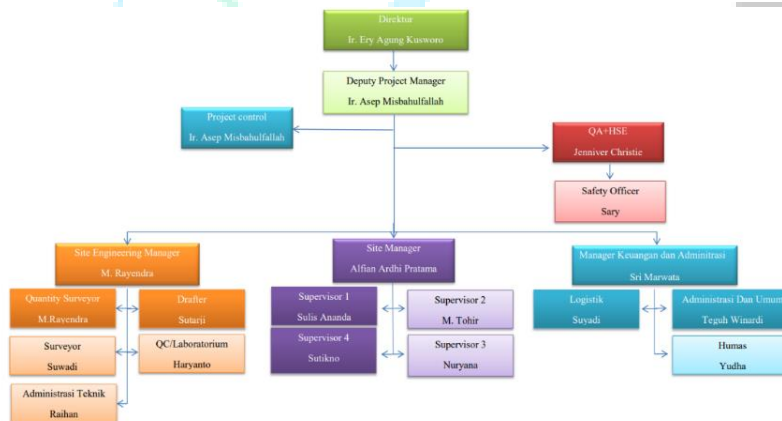 Direktur
Ir. Ery Agung Kusworo
Deputy Project Manager
Ir. Asep Misbahulfallah
Project control
Ir. Asep Misbahulfallah
QA+HSE
Jenniver Christie
Safety Officer
Sary
Site Engineering Manager
M. Rayendra
Site Manager
Alfian Ardhi Pratama
Manager Keuangan dan Adminitrasi
Sri Marwata
Quantity Surveyor
M.Rayendra
Drafter
Sutarji
Supervisor 1
Sulis Ananda
Supervisor 2
M. Tohir
Logistik
Suyadi
Administrasi Dan Umum
Teguh Winardi
Surveyor
Suwadi
QC/Laboratorium
Haryanto
Supervisor 4
Sutikno
Supervisor 3
Nuryana
Humas
Yudha
Administrasi Teknik
Raihan